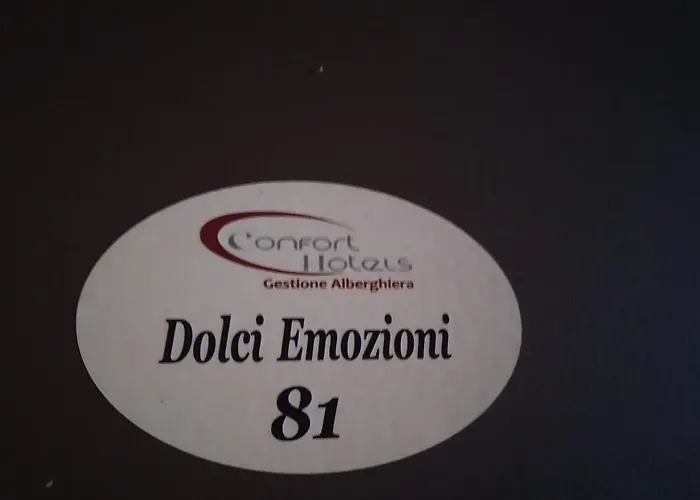 Confort
Hotels
Gestione Alberghiera
Dolci Emozioni
81